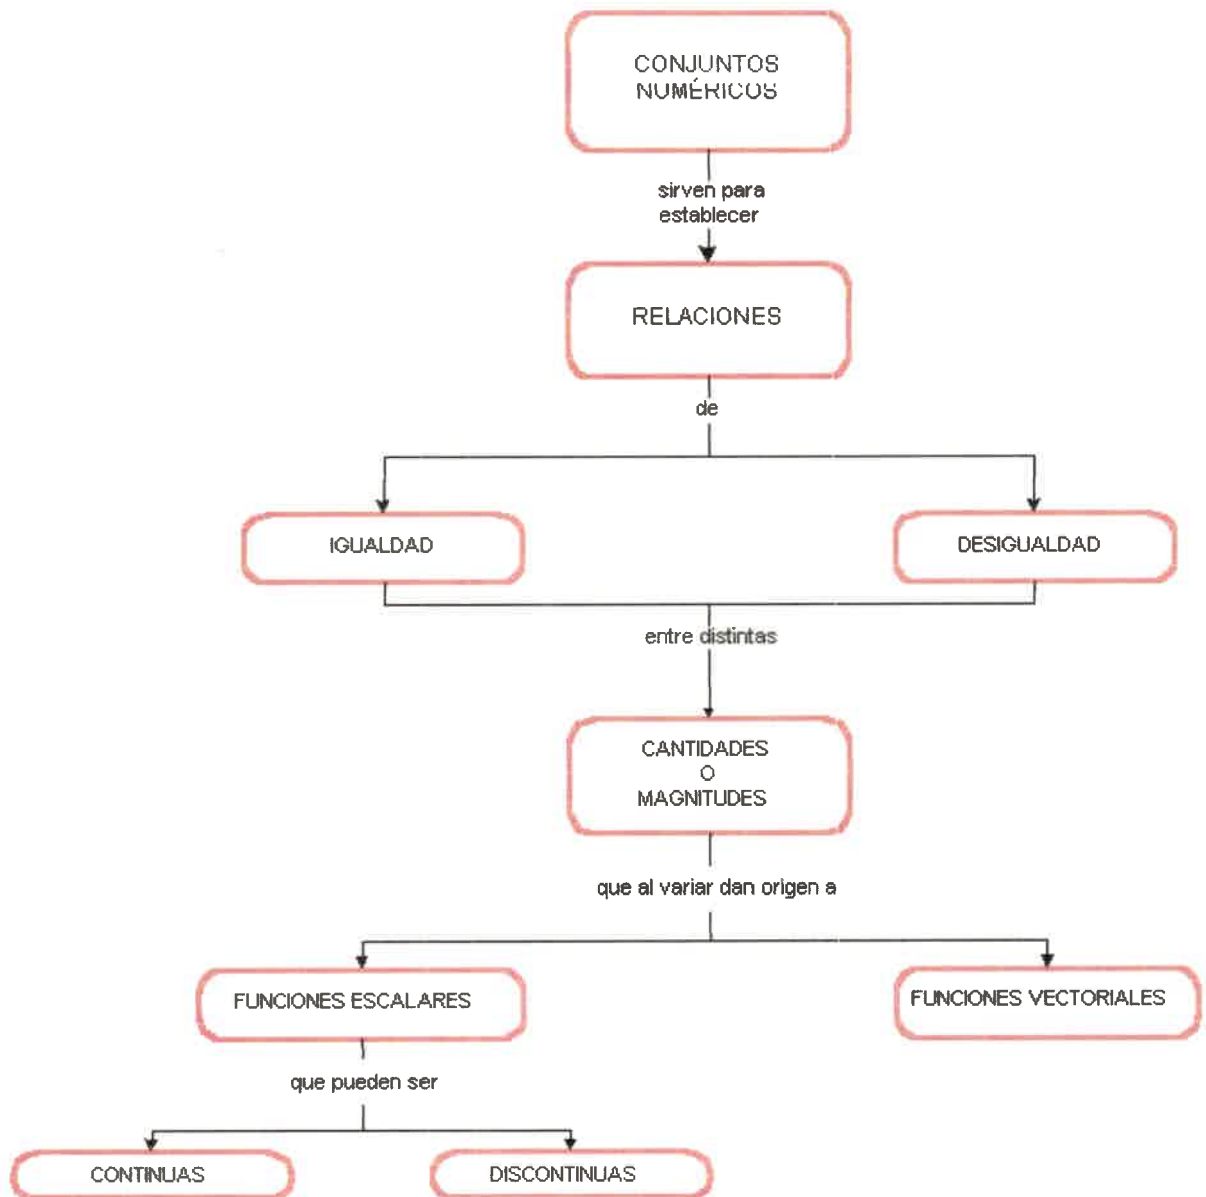 CONJUNTOS
NUMÉRICOS
sirven para
establecer
RELACIONES
de
IGUALDAD
DESIGUALDAD
entre distintas
CANTIDADES
O
MAGNITUDES
que al variar dan origen a
FUNCIONES ESCALARES
FUNCIONES VECTORIALES
que pueden ser
CONTINUAS
DISCONTINUAS